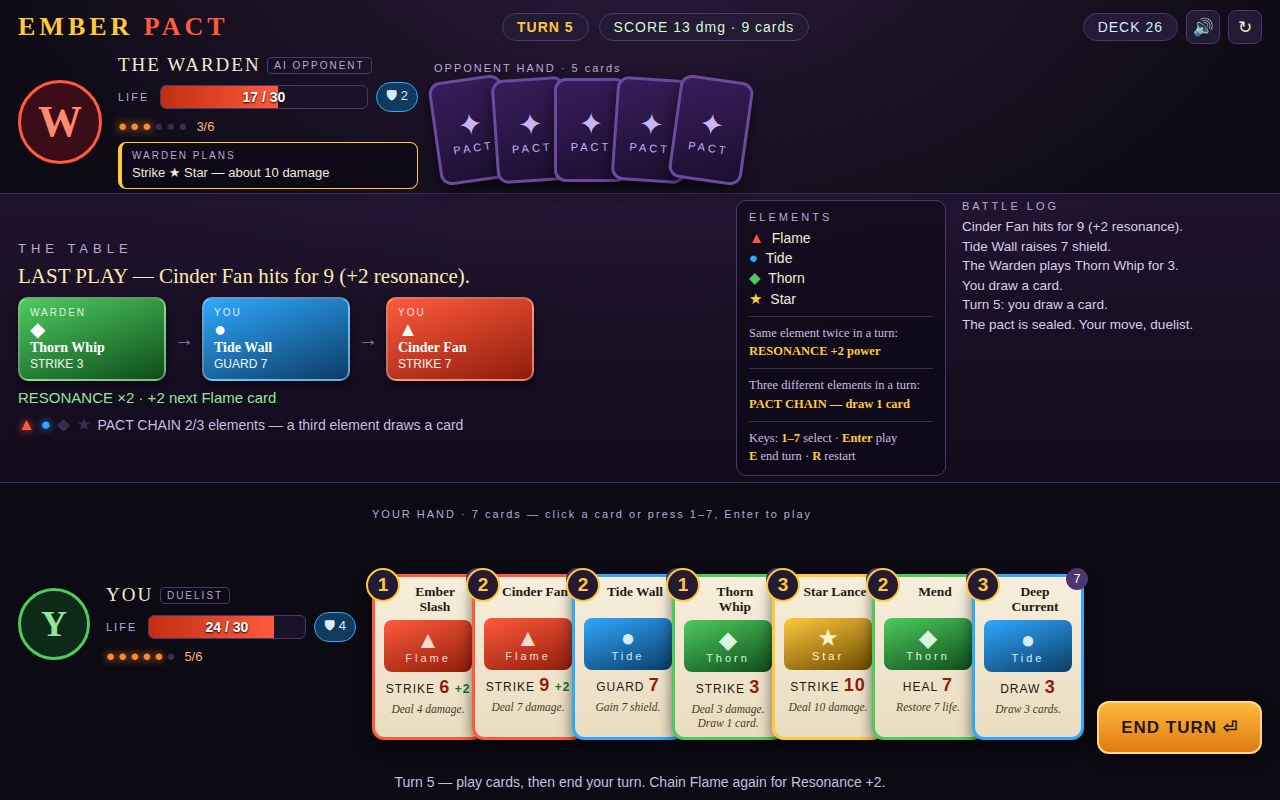 EMBER PACT
TURN 5
SCORE 13 dmg · 9 cards
DECK 26
W
THE WARDEN
AI OPPONENT
LIFE
17 / 30
2
3/6
WARDEN PLANS
Strike ★ Star — about 10 damage
OPPONENT HAND · 5 cards
PACT
PACT
PACT
PACT
PACT
THE TABLE
LAST PLAY — Cinder Fan hits for 9 (+2 resonance).
WARDEN
Thorn Whip
STRIKE 3
→
YOU
Tide Wall
GUARD 7
→
YOU
Cinder Fan
STRIKE 7
RESONANCE ×2 · +2 next Flame card
PACT CHAIN 2/3 elements — a third element draws a card
ELEMENTS
▲ Flame
● Tide
◆ Thorn
★ Star
Same element twice in a turn:
RESONANCE +2 power
Three different elements in a turn:
PACT CHAIN — draw 1 card
Keys: 1–7 select · Enter play
E end turn · R restart
BATTLE LOG
Cinder Fan hits for 9 (+2 resonance).
Tide Wall raises 7 shield.
The Warden plays Thorn Whip for 3.
You draw a card.
Turn 5: you draw a card.
The pact is sealed. Your move, duelist.
YOUR HAND · 7 cards — click a card or press 1–7, Enter to play
Y
YOU
DUELIST
LIFE
24 / 30
4
5/6
1
Ember
Slash
Flame
STRIKE 6 +2
Deal 4 damage.
2
Cinder Fan
Flame
STRIKE 9 +2
Deal 7 damage.
2
Tide Wall
Tide
GUARD 7
Gain 7 shield.
1
Thorn
Whip
Thorn
STRIKE 3
Deal 3 damage.
Draw 1 card.
3
Star Lance
Star
STRIKE 10
Deal 10 damage.
2
Mend
Thorn
HEAL 7
Restore 7 life.
3
7
Deep
Current
Tide
DRAW 3
Draw 3 cards.
END TURN ⏎
Turn 5 — play cards, then end your turn. Chain Flame again for Resonance +2.